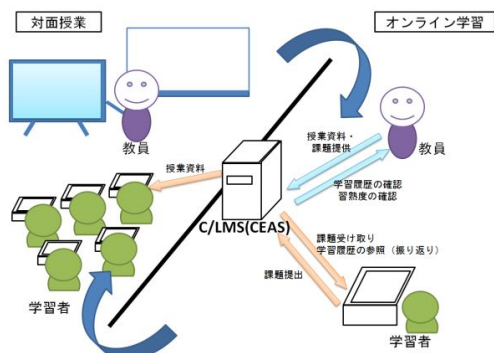 対面授業
オンライン学習
教員
授業資料・
課題提供
教員
授業資料
学習履歴の確認
習熟度の確認
C/LMS(CEAS)
課題受け取り
学習履歴の参照(振り返り)
課題提出
学習者
学習者